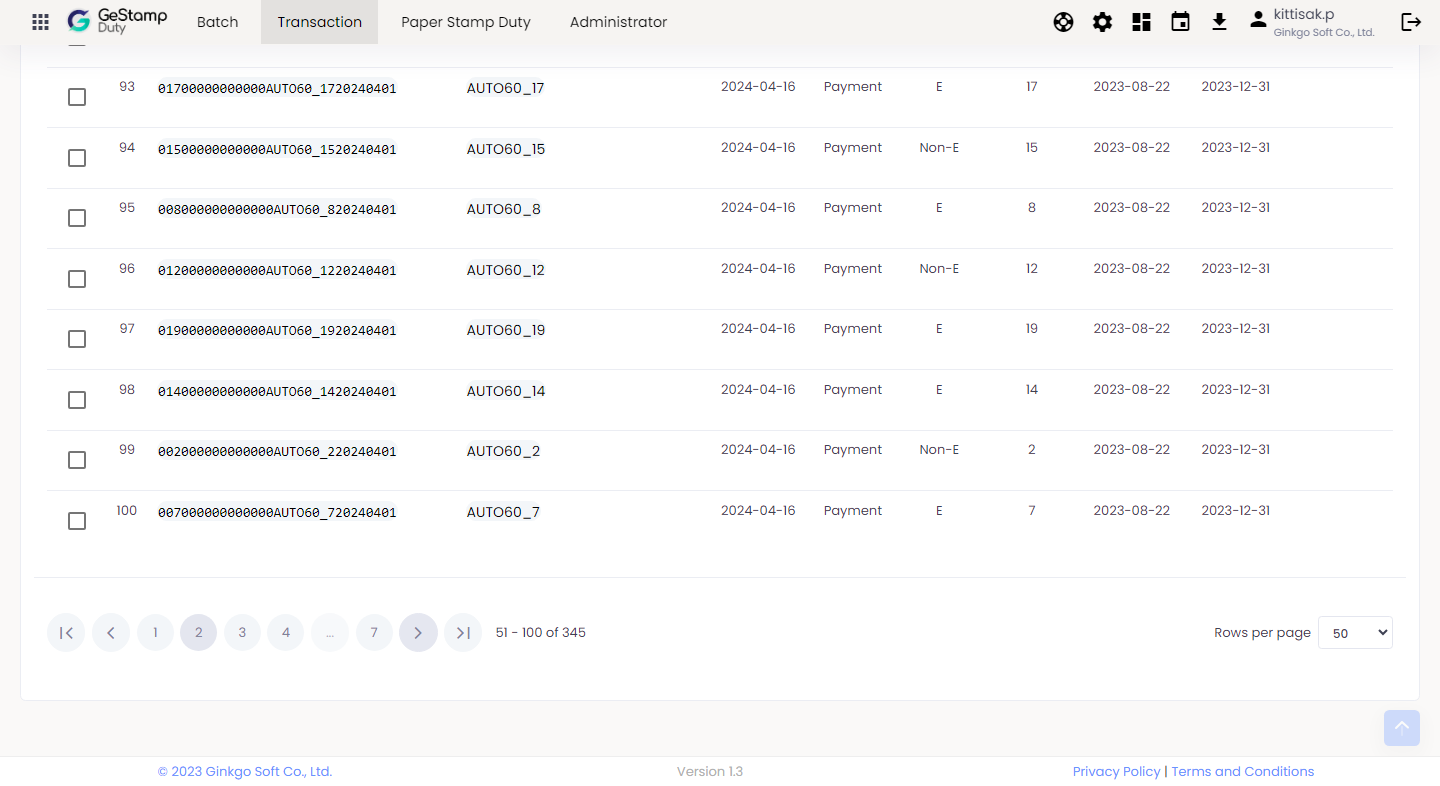 GeStamp Duty Batch Transaction Paper Stamp Duty Administrator kittisak.p
Ginkgo Soft Co., Ltd.
93 01700000000000AUTO60_1720240401 AUTO60_17 2024-04-16 Payment E 17 2023-08-22 2023-12-31
94 01500000000000AUTO60_1520240401 AUTO60_15 2024-04-16 Payment Non-E 15 2023-08-22 2023-12-31
95 008000000000000AUTO60_820240401 AUTO60_8 2024-04-16 Payment E 8 2023-08-22 2023-12-31
96 01200000000000AUTO60_1220240401 AUTO60_12 2024-04-16 Payment Non-E 12 2023-08-22 2023-12-31
97 01900000000000AUTO60_1920240401 AUTO60_19 2024-04-16 Payment E 19 2023-08-22 2023-12-31
98 01400000000000AUTO60_1420240401 AUTO60_14 2024-04-16 Payment E 14 2023-08-22 2023-12-31
99 002000000000000AUTO60_220240401 AUTO60_2 2024-04-16 Payment Non-E 2 2023-08-22 2023-12-31
100 007000000000000AUTO60_720240401 AUTO60_7 2024-04-16 Payment E 7 2023-08-22 2023-12-31
1 2 3 4 ... 7 51 - 100 of 345 Rows per page 50
© 2023 Ginkgo Soft Co., Ltd. Version 1.3 Privacy Policy | Terms and Conditions